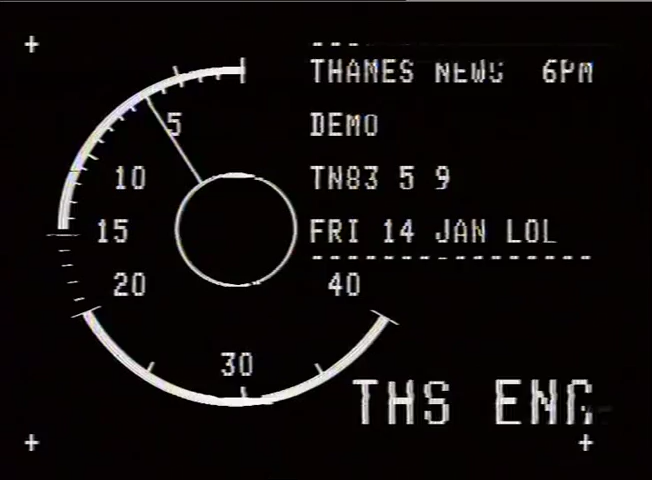 THAMES NEWS 6PM
DEMO
TN83 5 9
FRI 14 JAN LOL
5
10
15
20
30
40
THS ENG